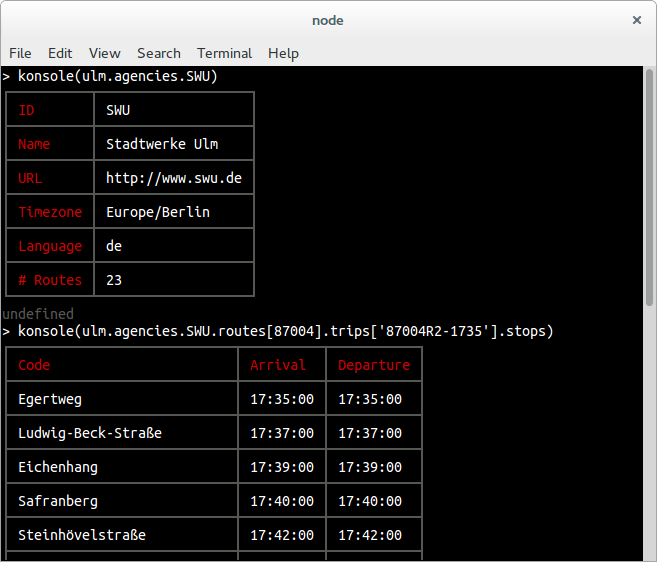 node
File Edit View Search Terminal Help
> konsole(ulm.agencies.SWU)
ID SWU
Name Stadtwerke Ulm
URL http://www.swu.de
Timezone Europe/Berlin
Language de
# Routes 23
undefined
> konsole(ulm.agencies.SWU.routes[87004].trips['87004R2-1735'].stops)
Code Arrival Departure
Egertweg 17:35:00 17:35:00
Ludwig-Beck-Straße 17:37:00 17:37:00
Eichenhang 17:39:00 17:39:00
Safranberg 17:40:00 17:40:00
Steinhövelstraße 17:42:00 17:42:00